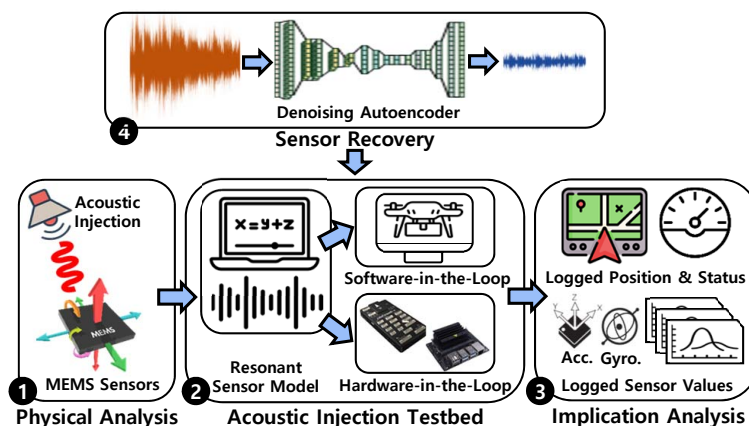 Denoising Autoencoder
4
Sensor Recovery
Acoustic
Injection
MEMS
MEMS Sensors
1
Physical Analysis
x=y+z
Software-in-the-Loop
Resonant
Sensor Model
Hardware-in-the-Loop
2
Acoustic Injection Testbed
Logged Position & Status
X
Y
Z
Acc. Gyro.
Logged Sensor Values
3
Implication Analysis